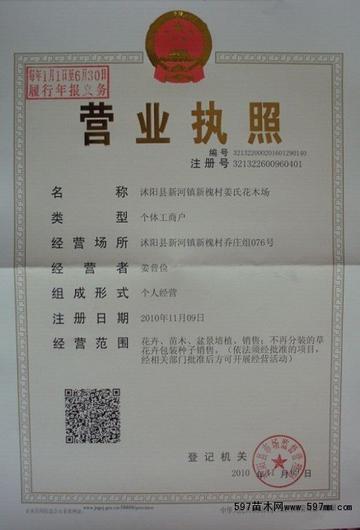 每年1月1日至6月30日
履行年报义务
营业执照
编号 321322000201601290140
注册号 321322600960401
名称 沭阳县新河镇新槐村姜氏花木场
类型 个体工商户
经营场所 沭阳县新河镇新槐村乔庄组076号
经营者 姜普俭
组成形式 个人经营
注册日期 2010年11月09日
经营范围 花卉、苗木、盆景培植、销售；不再分装的草
花卉包装种子销售。（依法须经批准的项目，
经相关部门批准后方可开展经营活动）
登记机关
2010 年 11 月 日
597苗木网www.597mm.com